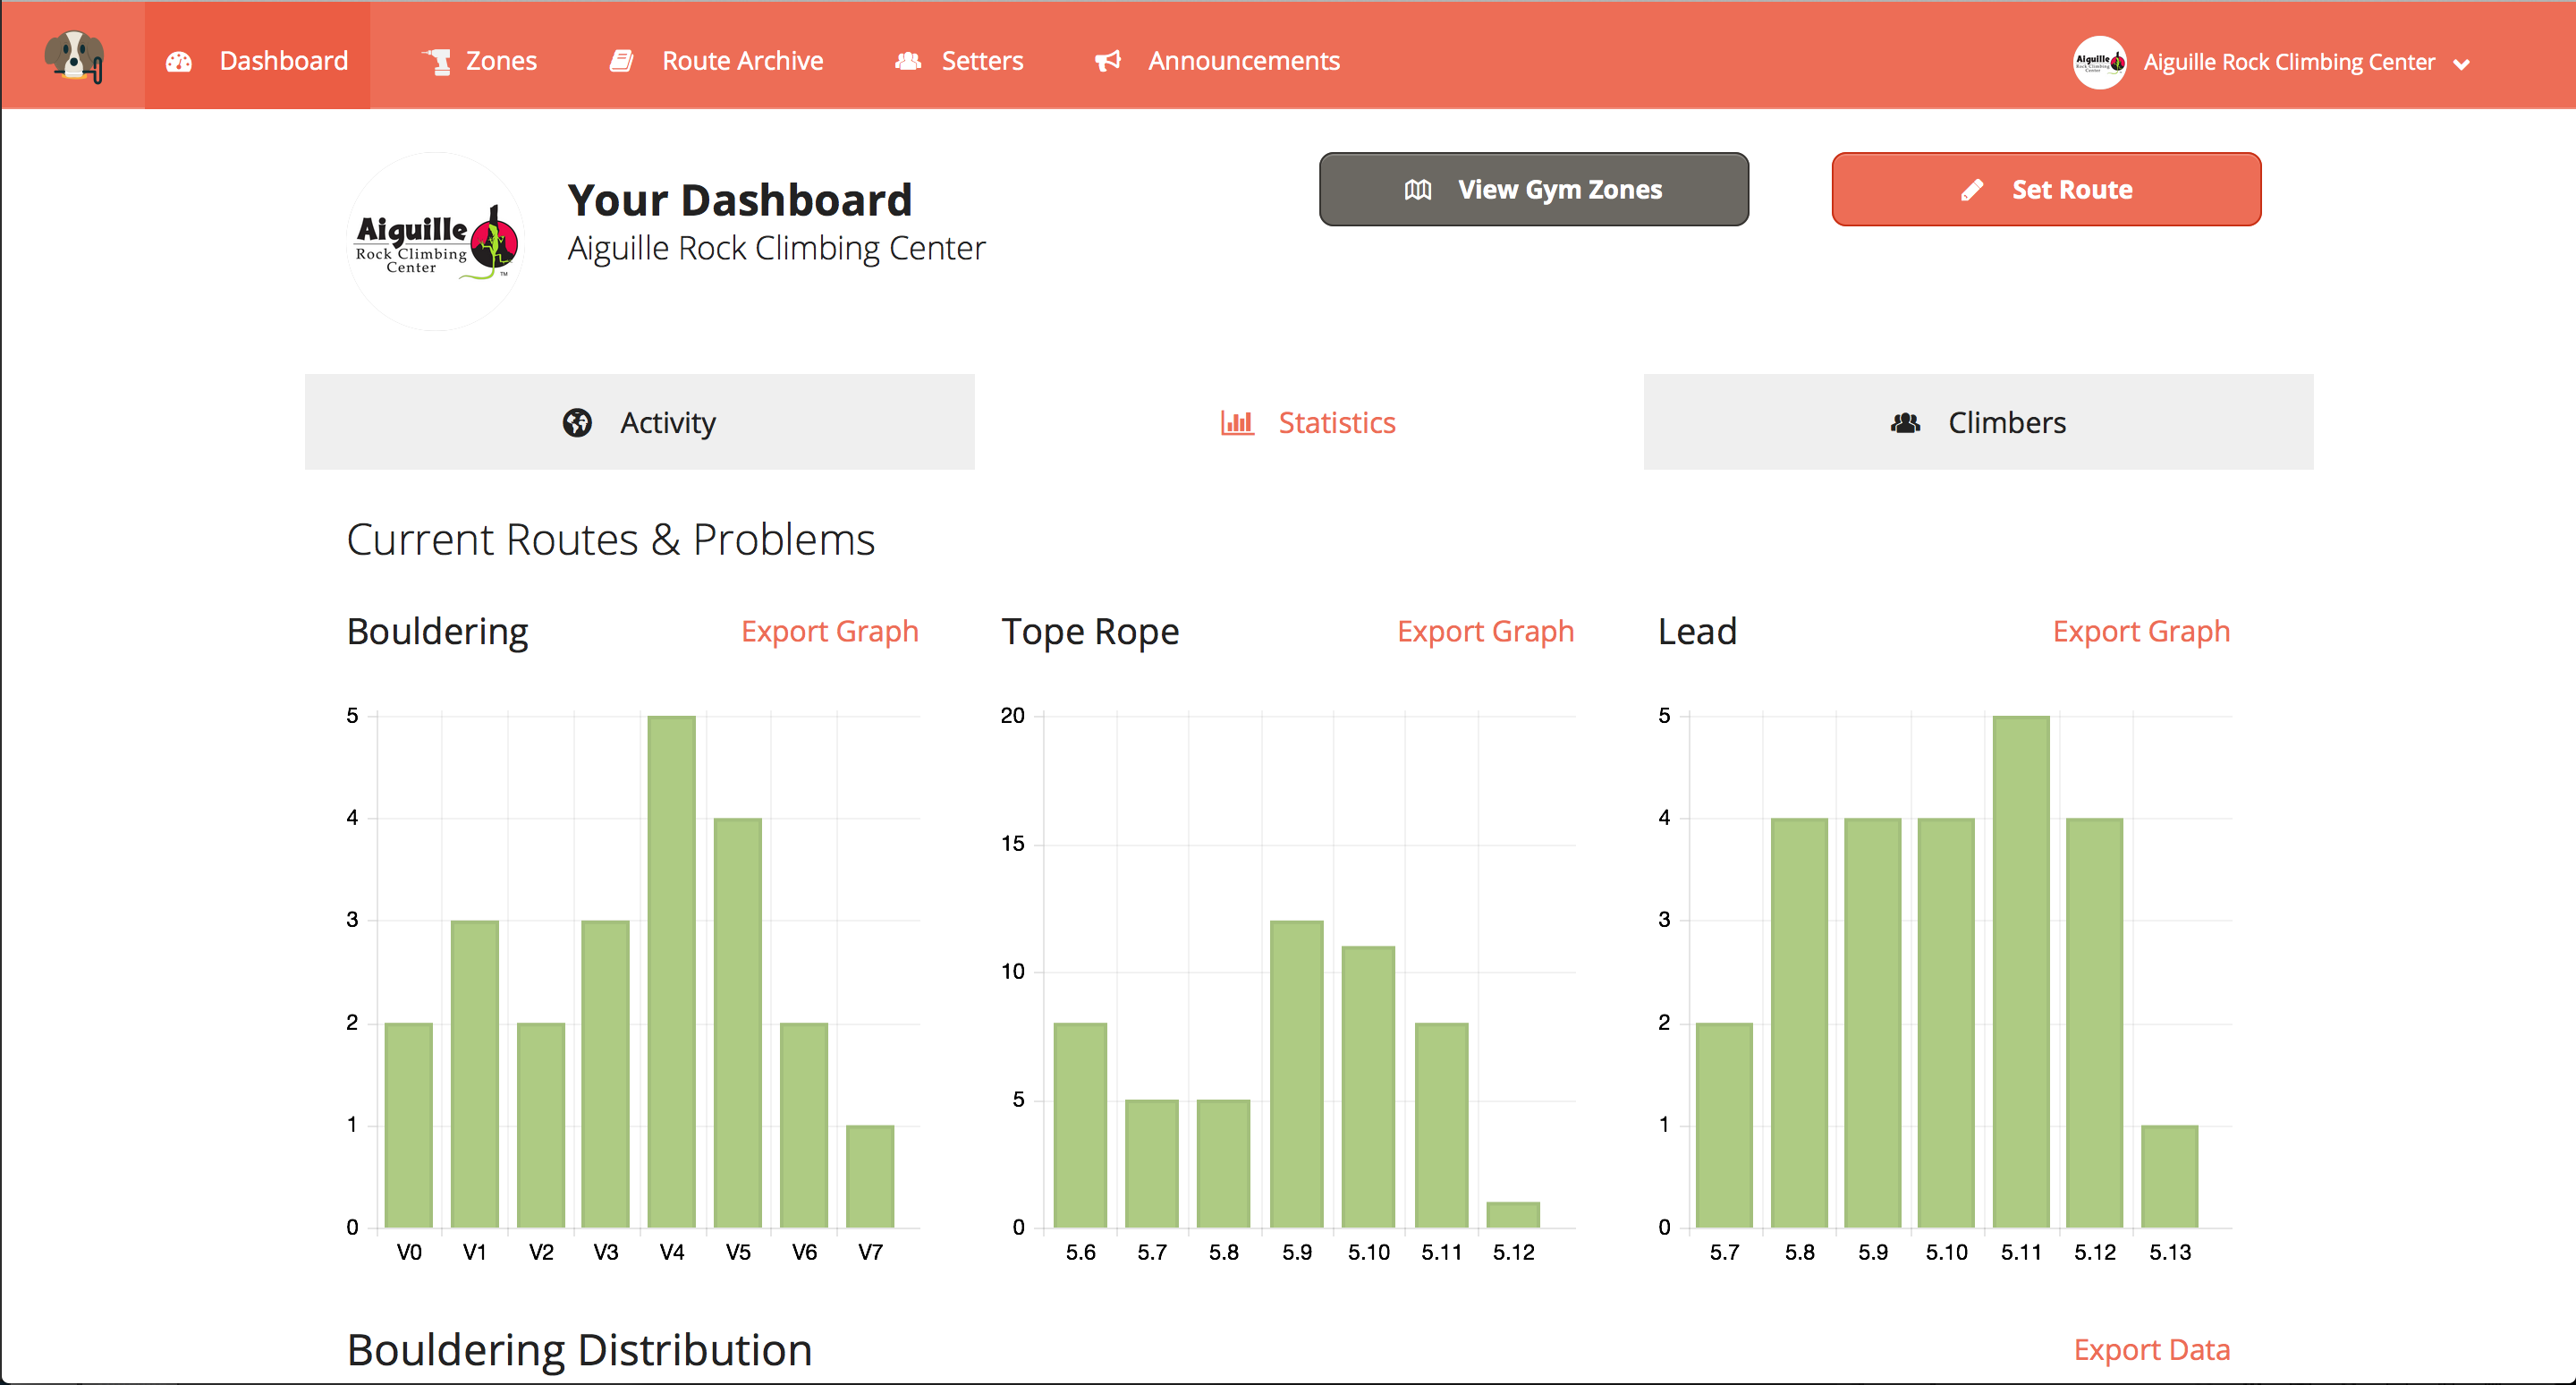 Dashboard
Zones
Route Archive
Setters
Announcements
Aiguille Rock Climbing Center
Aiguille Rock Climbing Center
Aiguille
Rock Climbing
Center
TM
Your Dashboard
Aiguille Rock Climbing Center
View Gym Zones
Set Route
Activity
Statistics
Climbers
Current Routes & Problems
Bouldering
Export Graph
5
4
3
2
1
0
V0 V1 V2 V3 V4 V5 V6 V7
Tope Rope
Export Graph
20
15
10
5
0
5.6 5.7 5.8 5.9 5.10 5.11 5.12
Lead
Export Graph
5
4
3
2
1
0
5.7 5.8 5.9 5.10 5.11 5.12 5.13
Bouldering Distribution
Export Data